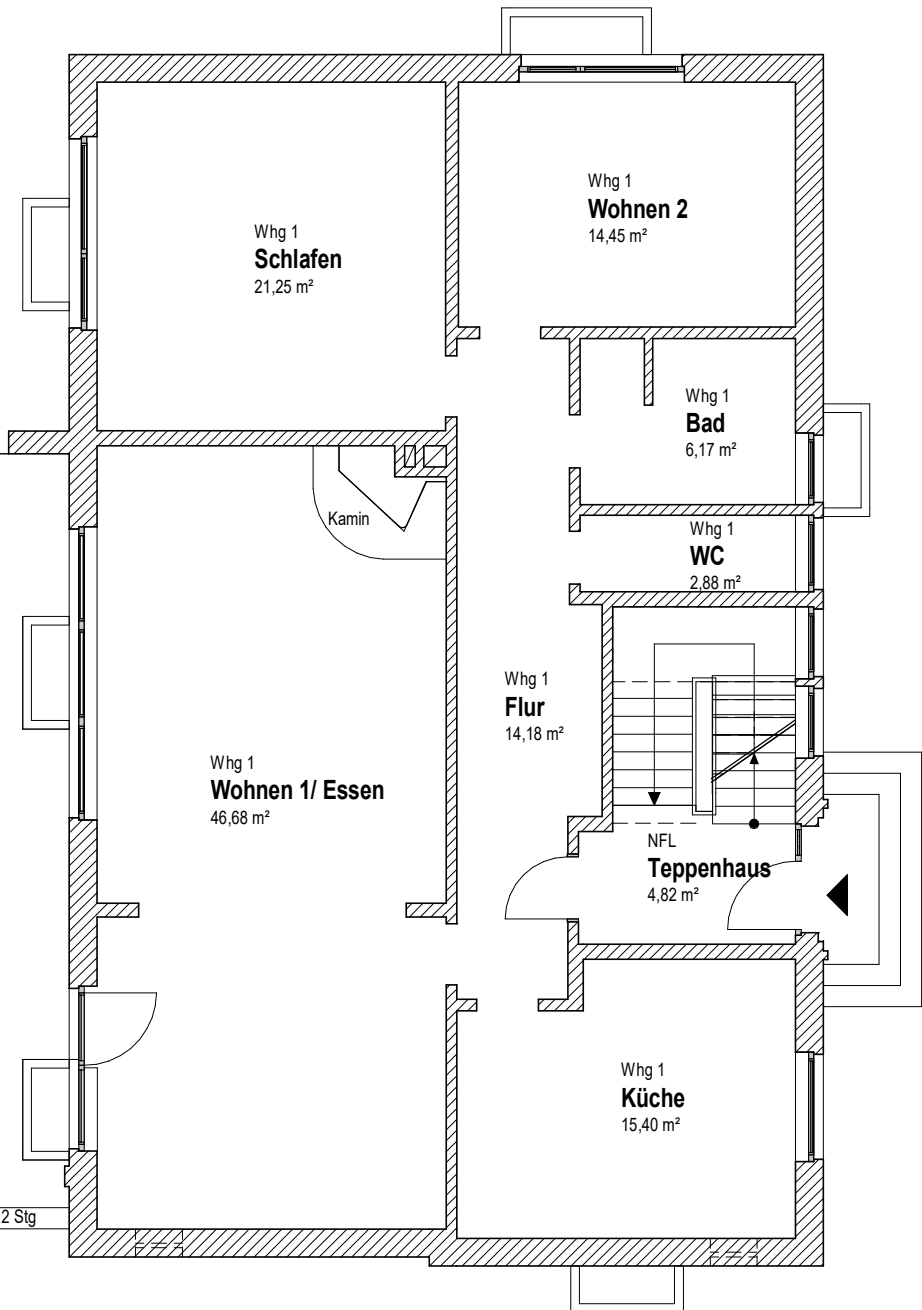 Whg 1
Wohnen 2
14,45 m²
Whg 1
Schlafen
21,25 m²
Whg 1
Bad
6,17 m²
Kamin
Whg 1
WC
2,88 m²
Whg 1
Flur
14,18 m²
Whg 1
Wohnen 1/ Essen
46,68 m²
NFL
Teppenhaus
4,82 m²
Whg 1
Küche
15,40 m²
2 Stg